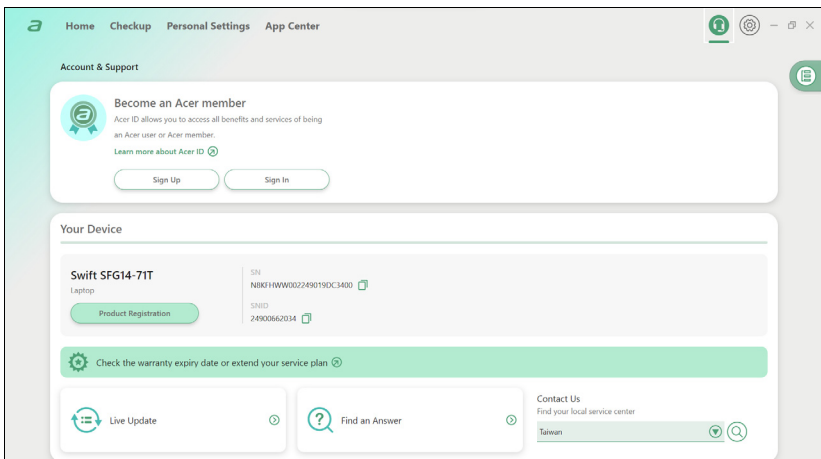 a Home Checkup Personal Settings App Center
Account & Support
Become an Acer member
Acer ID allows you to access all benefits and services of being
an Acer user or Acer member.
Learn more about Acer ID
Sign Up Sign In
Your Device
Swift SFG14-71T
Laptop
Product Registration
SN
N8KFHWW002249019DC3400
SNID
24900662034
Check the warranty expiry date or extend your service plan
Live Update
Find an Answer
Contact Us
Find your local service center
Taiwan